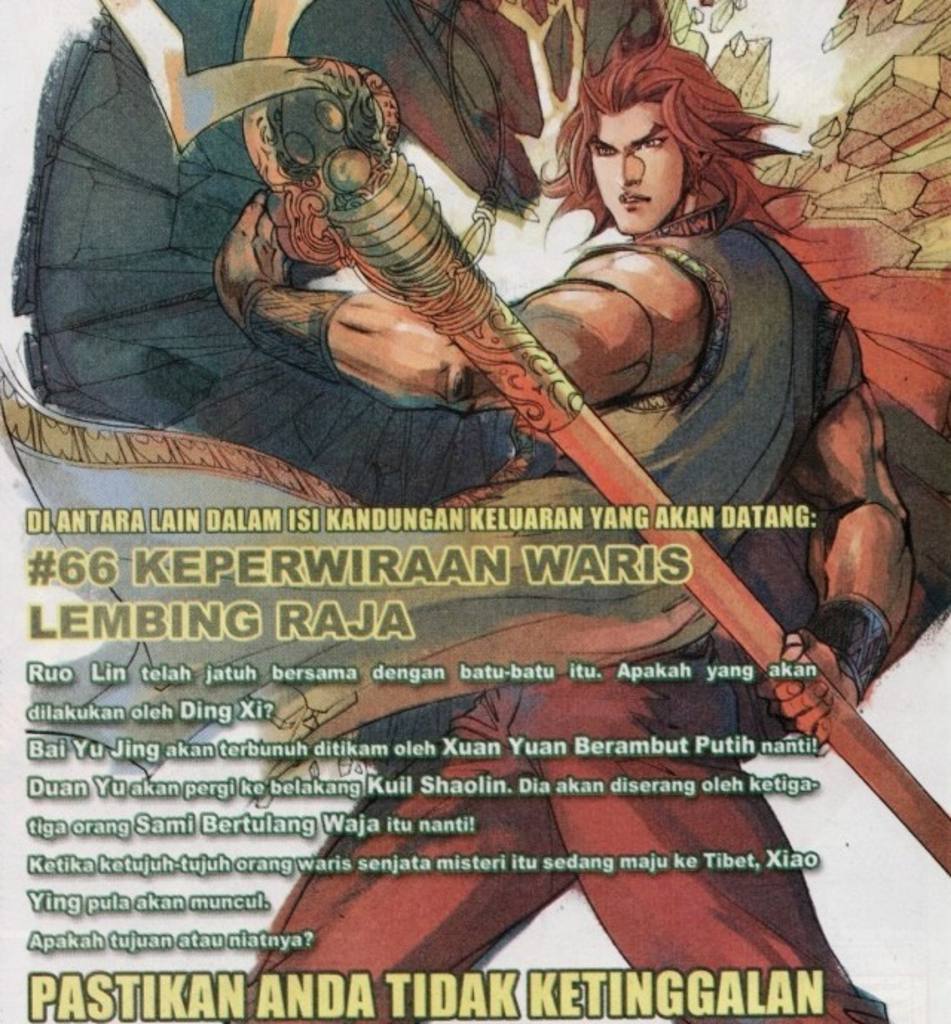 DI ANTARA LAIN DALAM ISI KANDUNGAN KELUARAN YANG AKAN DATANG:
#66 KEPERWIRAAN WARIS
LEMBING RAJA
Ruo Lin telah jatuh bersama dengan batu-batu itu. Apakah yang akan
dilakukan oleh Ding Xi?
Bai Yu Jing akan terbunuh ditikam oleh Xuan Yuan Berambut Putih nanti!
Duan Yu akan pergi ke belakang Kuil Shaolin. Dia akan diserang oleh ketiga-
tiga orang Sami Bertulang Waja itu nanti!
Ketika ketujuh-tujuh orang waris senjata misteri itu sedang maju ke Tibet, Xiao
Ying pula akan muncul.
Apakah tujuan atau niatnya?
PASTIKAN ANDA TIDAK KETINGGALAN